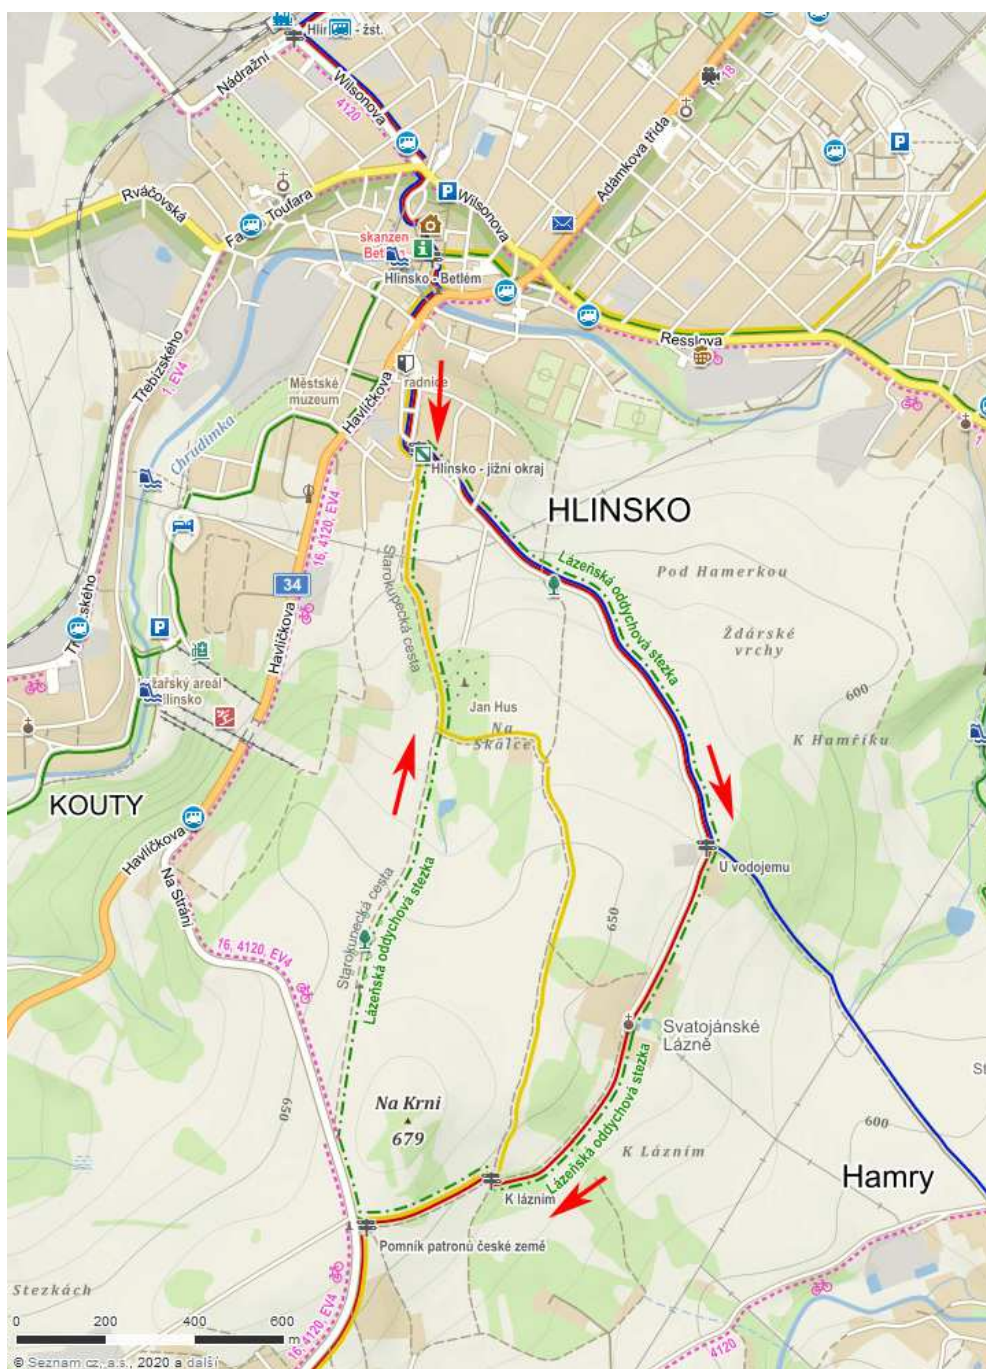 Nádražní
- žst.
Wilsonova
4120
18
Adámkova třída
P
Rváčovská
Toufara
P
Wilsonova
skanzen
i
Hlinsko - Betlém
Třebízského
1, EV4
Resslova
Městské
muzeum
radnice
Havlíčkova
Chrudimka
Hlinsko - jižní okraj
1
HLINSKO
16, 4120, EV4
Starokupecká cesta
Lázeňská oddychová stezka
Pod Hamerkou
34
P
Havlíčkova
Ždárské
vrchy
600
Jan Hus
Na
Skálce
K Hamříku
KOUTY
Havlíčkova
Na Stráni
U vodojemu
Starokupecká cesta
Lázeňská oddychová stezka
16, 4120, EV4
650
Svatojánské
Lázně
St
650
Na Krni
679
Lázeňská oddychová stezka
K Lázním
600
Hamry
K lázním
Pomník patronů české země
Stezkách
16, 4120, EV4
4120
0 200 400 600
m
© Seznam.cz, a.s., 2020 a další